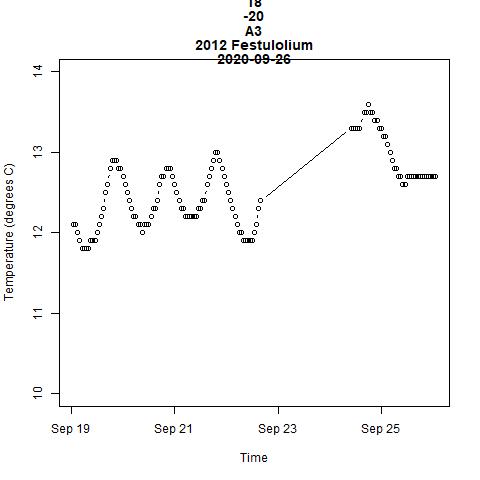 18
-20
A3
2012 Festulolium
2020-09-26
Temperature (degrees C)
14
13
12
11
10
Sep 19
Sep 21
Sep 23
Sep 25
Time